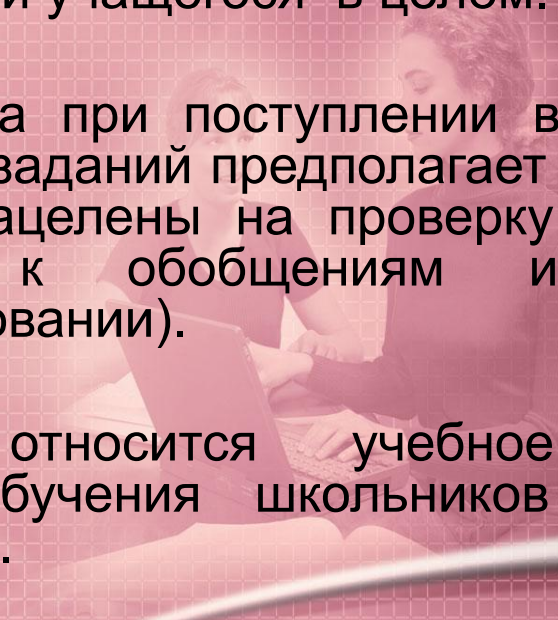 и учащегося в целом.
а при поступлении в
заданий предполагает
ацелены на проверку
к обобщениям и
овании).
относится учебное
бучения школьников
.